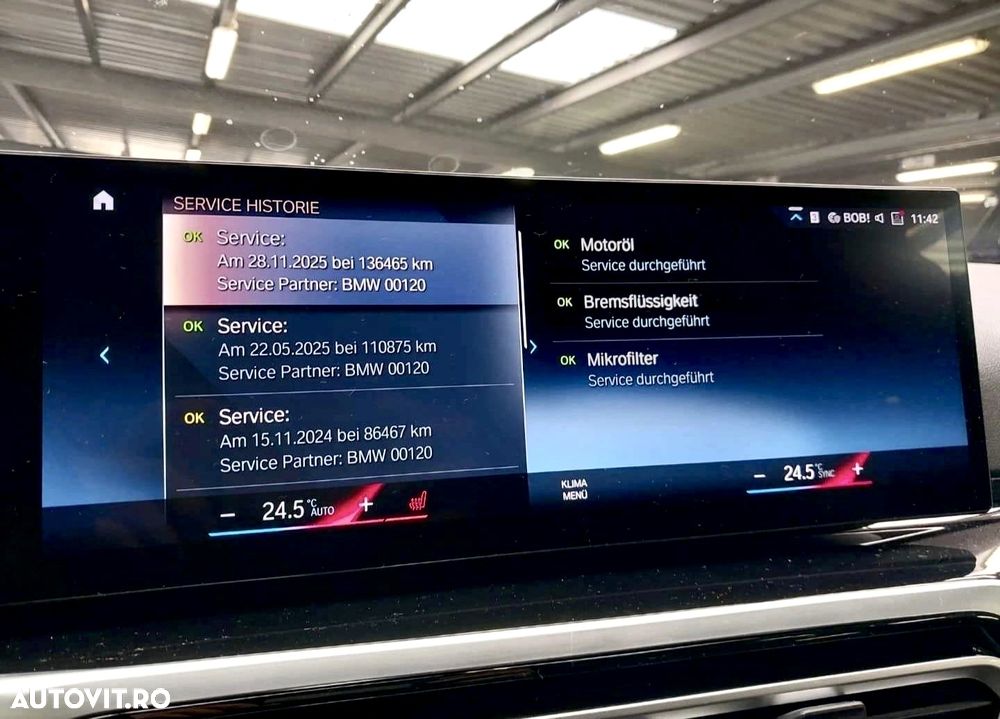 SERVICE HISTORIE
OK Service:
Am 28.11.2025 bei 136465 km
Service Partner: BMW 00120
OK Service:
Am 22.05.2025 bei 110875 km
Service Partner: BMW 00120
OK Service:
Am 15.11.2024 bei 86467 km
Service Partner: BMW 00120
BOB! 11:42
OK Motoröl
Service durchgeführt
OK Bremsflüssigkeit
Service durchgeführt
OK Mikrofilter
Service durchgeführt
– 24.5 °C AUTO +
KLIMA
MENÜ
– 24.5 °C SYNC +
AUTOVIT.RO